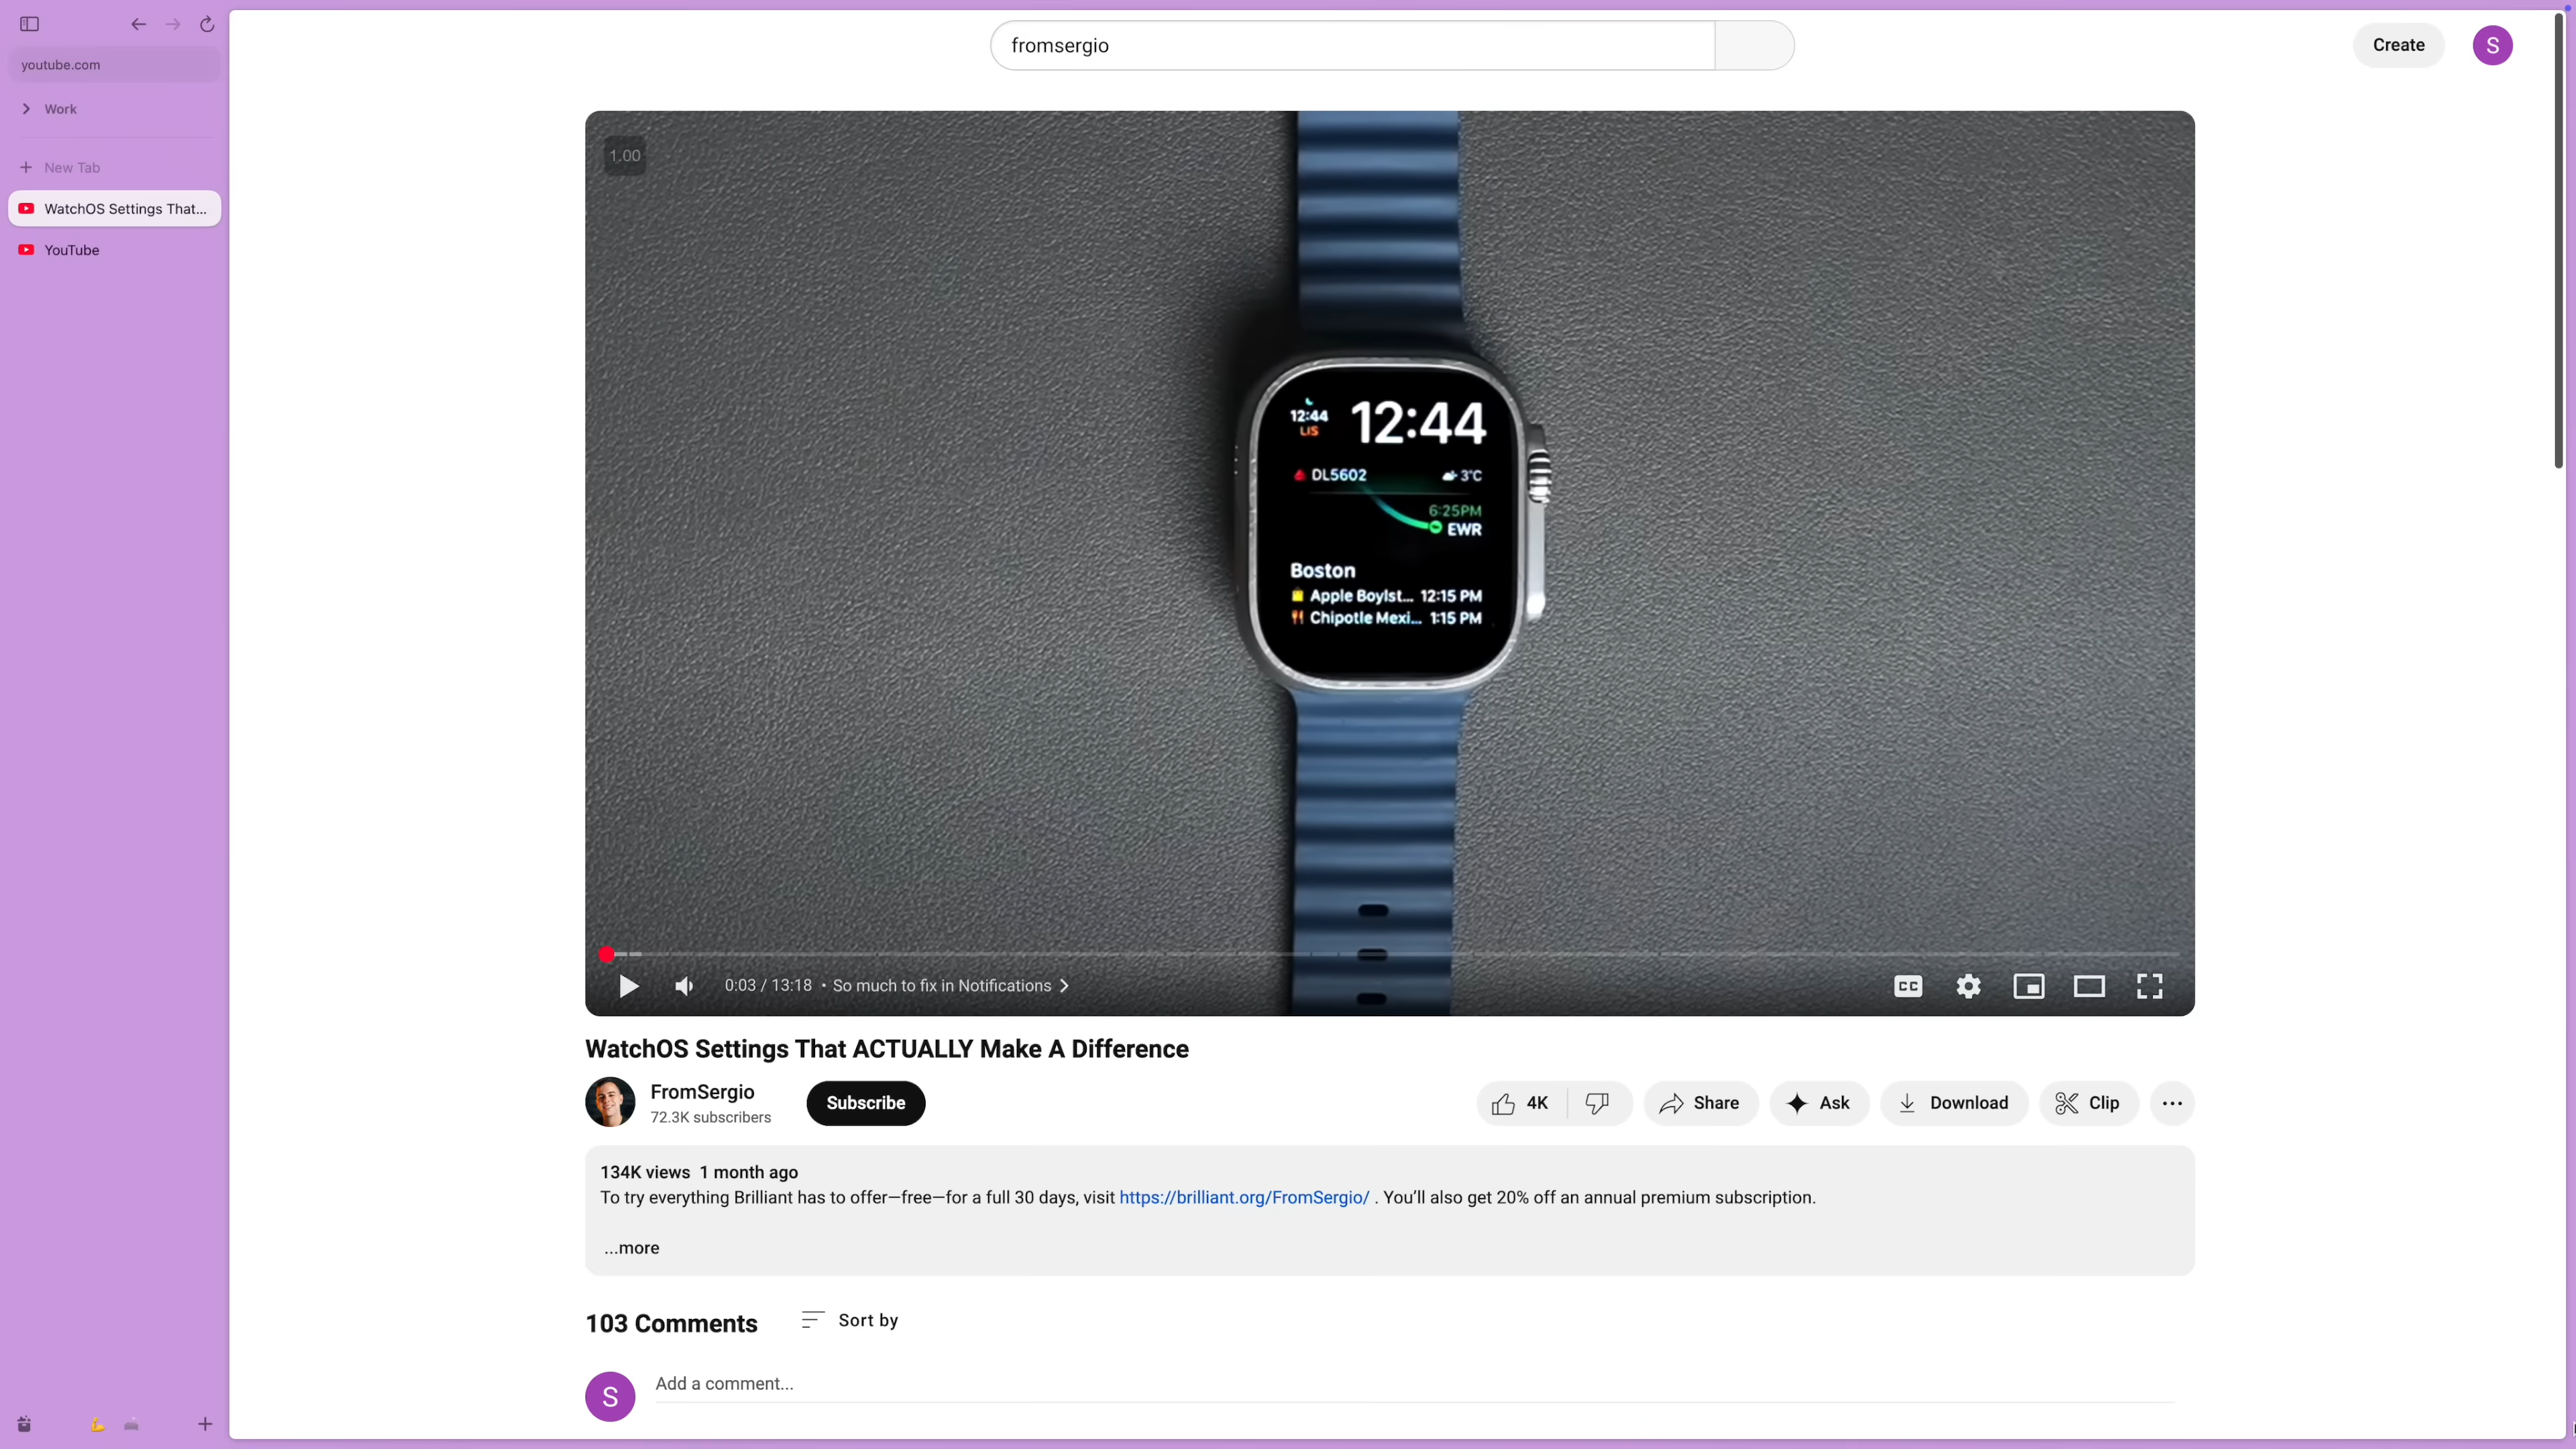 youtube.com
Work
New Tab
WatchOS Settings That...
YouTube
fromsergio
Create
S
1.00
12:44
LIS
12:44
DL5602
3°C
6:25PM
EWR
Boston
Apple Boylst... 12:15 PM
Chipotle Mexi... 1:15 PM
0:03 / 13:18 • So much to fix in Notifications
CC
WatchOS Settings That ACTUALLY Make A Difference
FromSergio
72.3K subscribers
Subscribe
4K
Share
Ask
Download
Clip
134K views 1 month ago
To try everything Brilliant has to offer—free—for a full 30 days, visit https://brilliant.org/FromSergio/ . You’ll also get 20% off an annual premium subscription.
...more
103 Comments
Sort by
S
Add a comment...